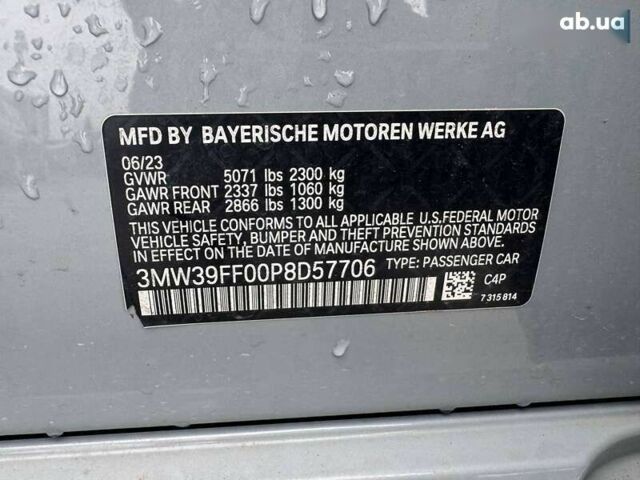 ab.ua
MFD BY BAYERISCHE MOTOREN WERKE AG
06/23
GVWR 5071 lbs 2300 kg
GAWR FRONT 2337 lbs 1060 kg
GAWR REAR 2866 lbs 1300 kg
THIS VEHICLE CONFORMS TO ALL APPLICABLE U.S.FEDERAL MOTOR
VEHICLE SAFETY, BUMPER AND THEFT PREVENTION STANDARDS
IN EFFECT ON THE DATE OF MANUFACTURE SHOWN ABOVE.
3MW39FF00P8D57706 TYPE: PASSENGER CAR
C4P
7 315 814